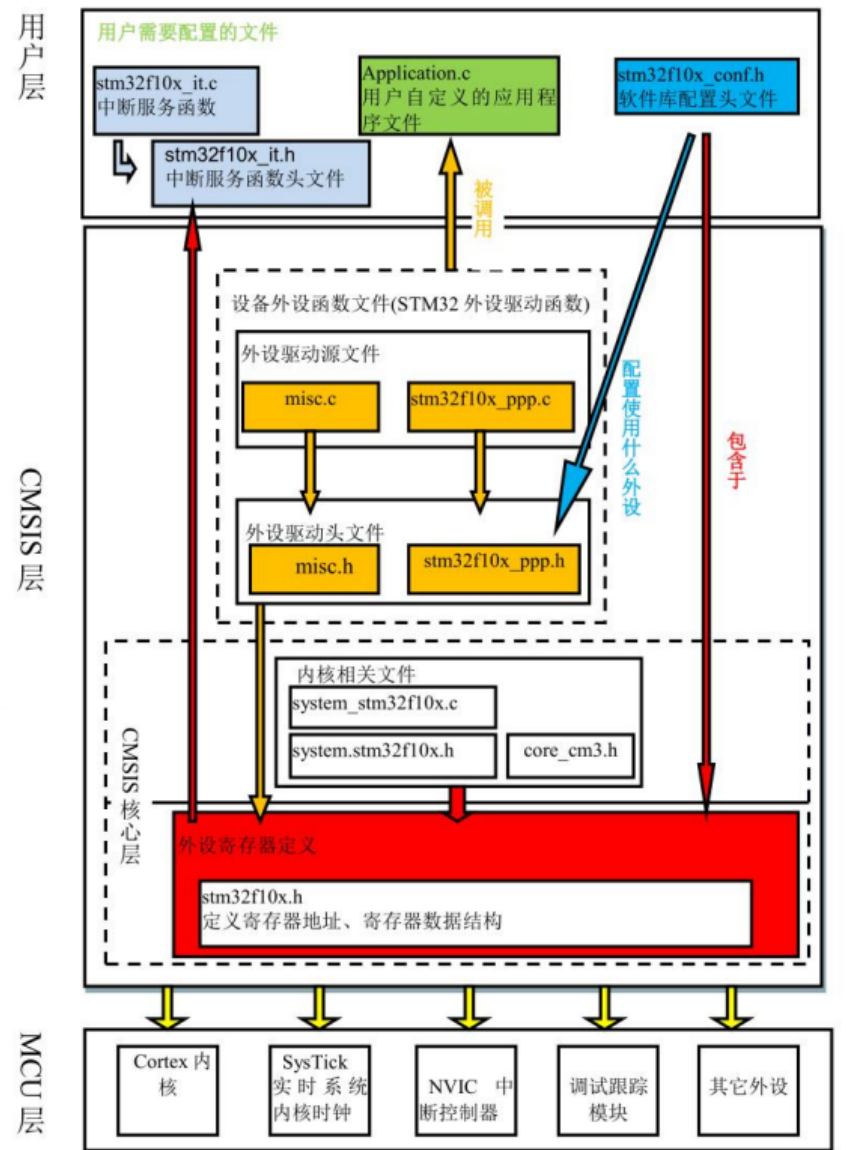 用户层
用户需要配置的文件
stm32f10x_it.c
中断服务函数
stm32f10x_it.h
中断服务函数头文件
Application.c
用户自定义的应用程
序文件
stm32f10x_conf.h
软件库配置头文件
被调用
CMSIS 层
设备外设函数文件(STM32 外设驱动函数)
外设驱动源文件
misc.c
stm32f10x_ppp.c
外设驱动头文件
misc.h
stm32f10x_ppp.h
配置使用什么外设
包含于
CMSIS 核心层
内核相关文件
system_stm32f10x.c
system.stm32f10x.h
core_cm3.h
外设寄存器定义
stm32f10x.h
定义寄存器地址、寄存器数据结构
MCU 层
Cortex 内
核
SysTick
实时系统
内核时钟
NVIC 中
断控制器
调试跟踪
模块
其它外设